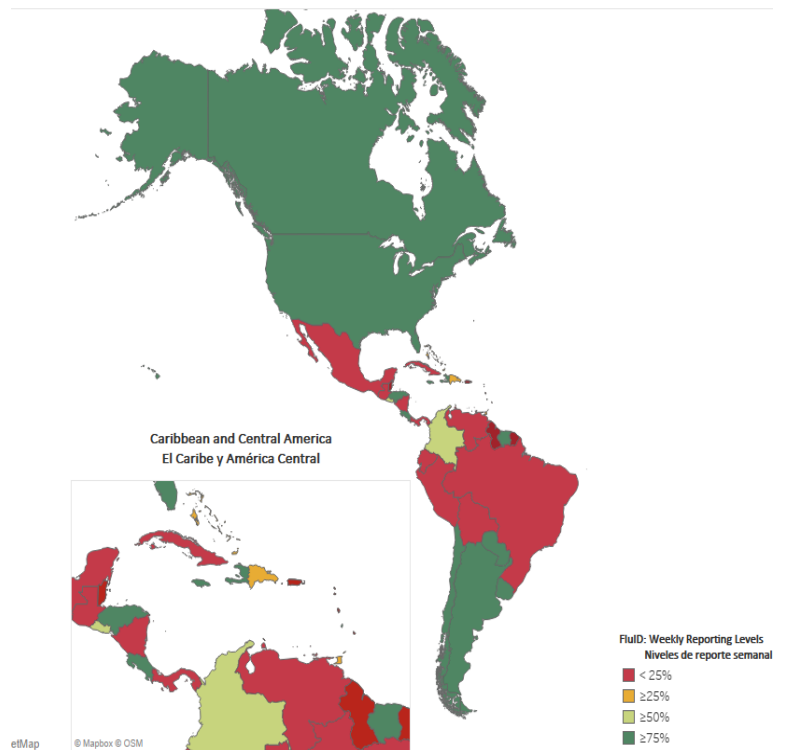 Caribbean and Central America
El Caribe y América Central
FluID: Weekly Reporting Levels
Niveles de reporte semanal
< 25%
≥25%
≥50%
≥75%
etMap
© Mapbox © OSM